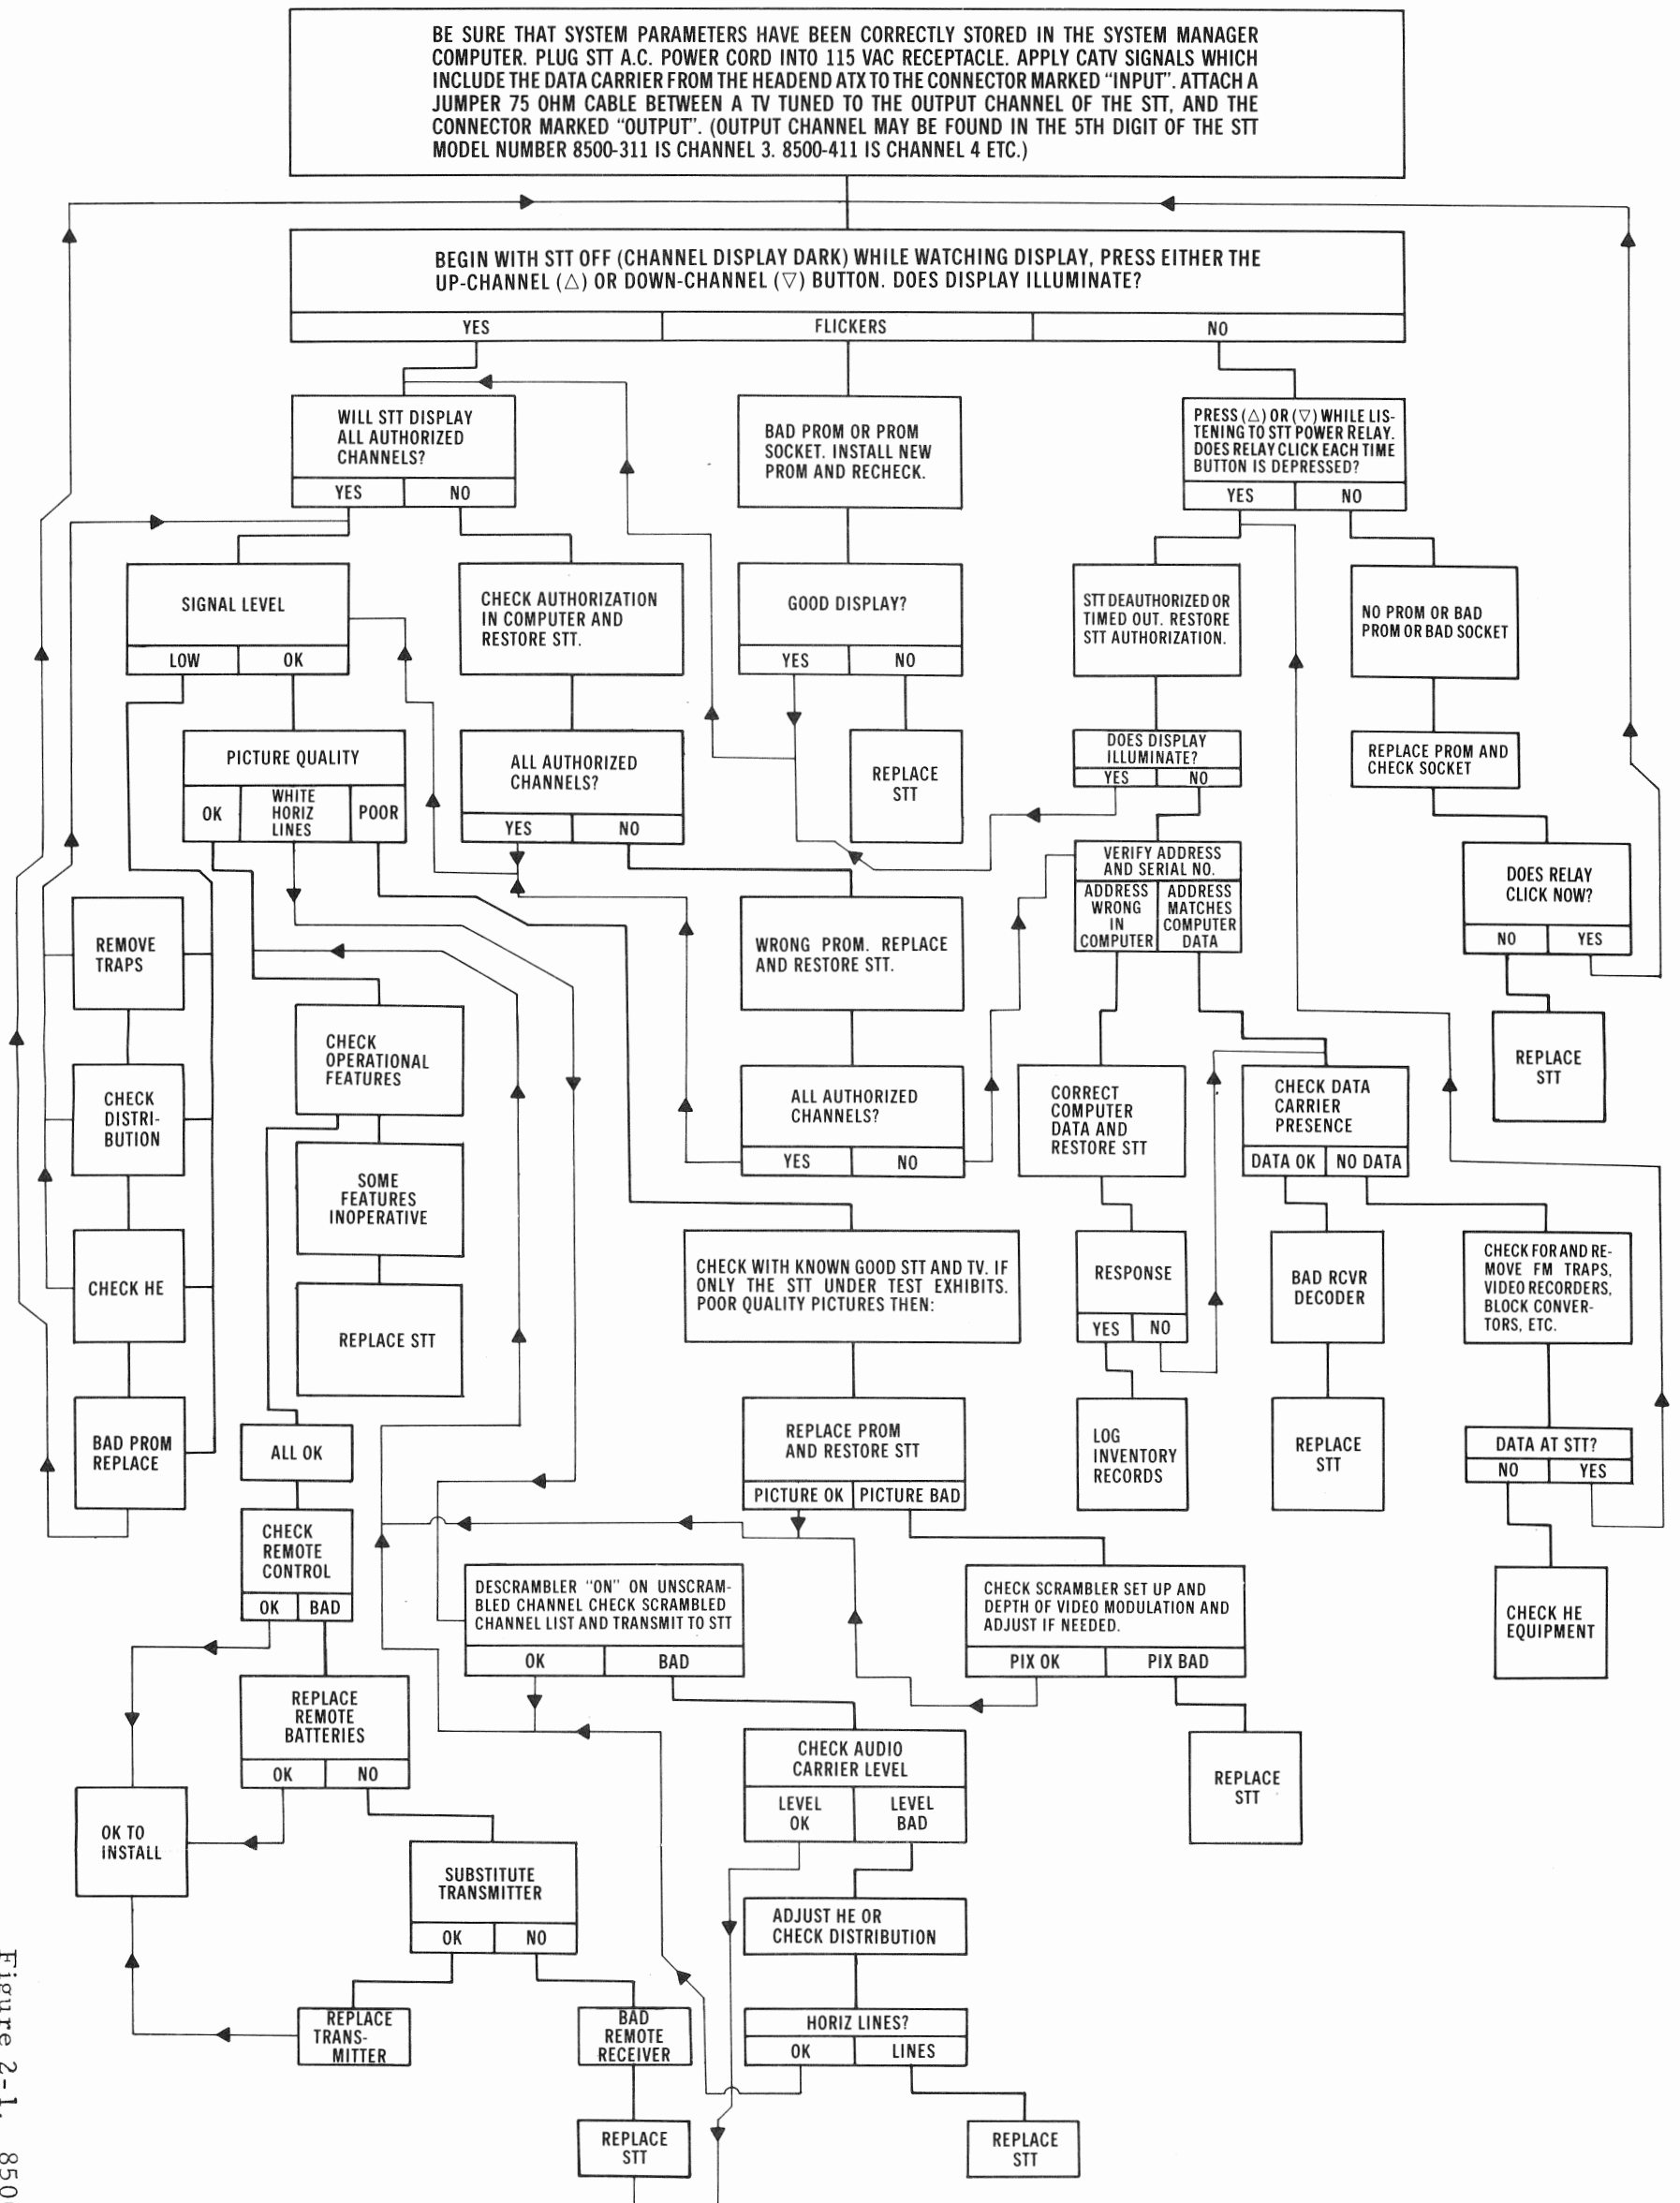 BE SURE THAT SYSTEM PARAMETERS HAVE BEEN CORRECTLY STORED IN THE SYSTEM MANAGER
COMPUTER. PLUG STT A.C. POWER CORD INTO 115 VAC RECEPTACLE. APPLY CATV SIGNALS WHICH
INCLUDE THE DATA CARRIER FROM THE HEADEND ATX TO THE CONNECTOR MARKED “INPUT”. ATTACH A
JUMPER 75 OHM CABLE BETWEEN A TV TUNED TO THE OUTPUT CHANNEL OF THE STT, AND THE
CONNECTOR MARKED “OUTPUT”. (OUTPUT CHANNEL MAY BE FOUND IN THE 5TH DIGIT OF THE STT
MODEL NUMBER 8500-311 IS CHANNEL 3. 8500-411 IS CHANNEL 4 ETC.)
BEGIN WITH STT OFF (CHANNEL DISPLAY DARK) WHILE WATCHING DISPLAY, PRESS EITHER THE
UP-CHANNEL (△) OR DOWN-CHANNEL (▽) BUTTON. DOES DISPLAY ILLUMINATE?
YES
FLICKERS
NO
WILL STT DISPLAY
ALL AUTHORIZED
CHANNELS?
YES
NO
BAD PROM OR PROM
SOCKET. INSTALL NEW
PROM AND RECHECK.
PRESS (△) OR (▽) WHILE LIS-
TENING TO STT POWER RELAY.
DOES RELAY CLICK EACH TIME
BUTTON IS DEPRESSED?
YES
NO
SIGNAL LEVEL
LOW
OK
CHECK AUTHORIZATION
IN COMPUTER AND
RESTORE STT.
GOOD DISPLAY?
YES
NO
STT DEAUTHORIZED OR
TIMED OUT. RESTORE
STT AUTHORIZATION.
NO PROM OR BAD
PROM OR BAD SOCKET
PICTURE QUALITY
OK
WHITE
HORIZ
LINES
POOR
ALL AUTHORIZED
CHANNELS?
YES
NO
REPLACE
STT
DOES DISPLAY
ILLUMINATE?
YES
NO
REPLACE PROM AND
CHECK SOCKET
VERIFY ADDRESS
AND SERIAL NO.
ADDRESS
WRONG
IN
COMPUTER
ADDRESS
MATCHES
COMPUTER
DATA
DOES RELAY
CLICK NOW?
NO
YES
REMOVE
TRAPS
WRONG PROM. REPLACE
AND RESTORE STT.
CHECK
OPERATIONAL
FEATURES
REPLACE
STT
CHECK
DISTRI-
BUTION
ALL AUTHORIZED
CHANNELS?
YES
NO
CORRECT
COMPUTER
DATA AND
RESTORE STT
CHECK DATA
CARRIER
PRESENCE
DATA OK
NO DATA
SOME
FEATURES
INOPERATIVE
CHECK HE
CHECK WITH KNOWN GOOD STT AND TV. IF
ONLY THE STT UNDER TEST EXHIBITS.
POOR QUALITY PICTURES THEN:
RESPONSE
YES
NO
BAD RCVR
DECODER
CHECK FOR AND RE-
MOVE FM TRAPS,
VIDEO RECORDERS,
BLOCK CONVER-
TORS, ETC.
REPLACE STT
BAD PROM
REPLACE
ALL OK
REPLACE PROM
AND RESTORE STT
PICTURE OK
PICTURE BAD
LOG
INVENTORY
RECORDS
REPLACE
STT
DATA AT STT?
NO
YES
CHECK
REMOTE
CONTROL
OK
BAD
DESCRAMBLER “ON” ON UNSCRAM-
BLED CHANNEL CHECK SCRAMBLED
CHANNEL LIST AND TRANSMIT TO STT
OK
BAD
CHECK SCRAMBLER SET UP AND
DEPTH OF VIDEO MODULATION AND
ADJUST IF NEEDED.
PIX OK
PIX BAD
CHECK HE
EQUIPMENT
REPLACE
REMOTE
BATTERIES
OK
NO
CHECK AUDIO
CARRIER LEVEL
LEVEL
OK
LEVEL
BAD
REPLACE
STT
OK TO
INSTALL
SUBSTITUTE
TRANSMITTER
OK
NO
ADJUST HE OR
CHECK DISTRIBUTION
REPLACE
TRANS-
MITTER
BAD
REMOTE
RECEIVER
HORIZ LINES?
OK
LINES
REPLACE
STT
REPLACE
STT
Figure 2-1. 850